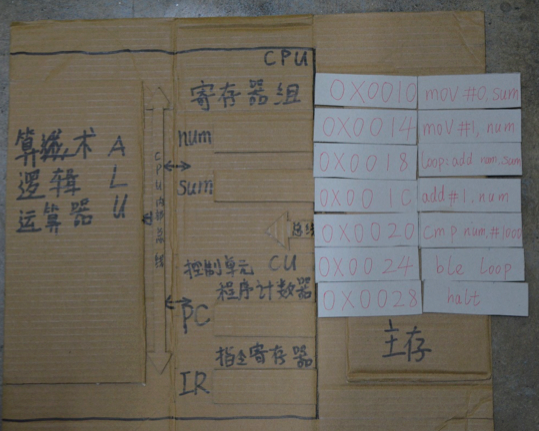 CPU
寄存器组
num
sum
算术
逻辑
运算器
ALU
CPU内部总线
总线
控制单元 CU
程序计数器
PC
指令寄存器
IR
0X0010 mov #0,sum
0X0014 mov #1, num
0X0018 loop:add num,sum
0X001C add #1,num
0X0020 cmp num,#1000
0X0024 ble loop
0X0028 halt
主存